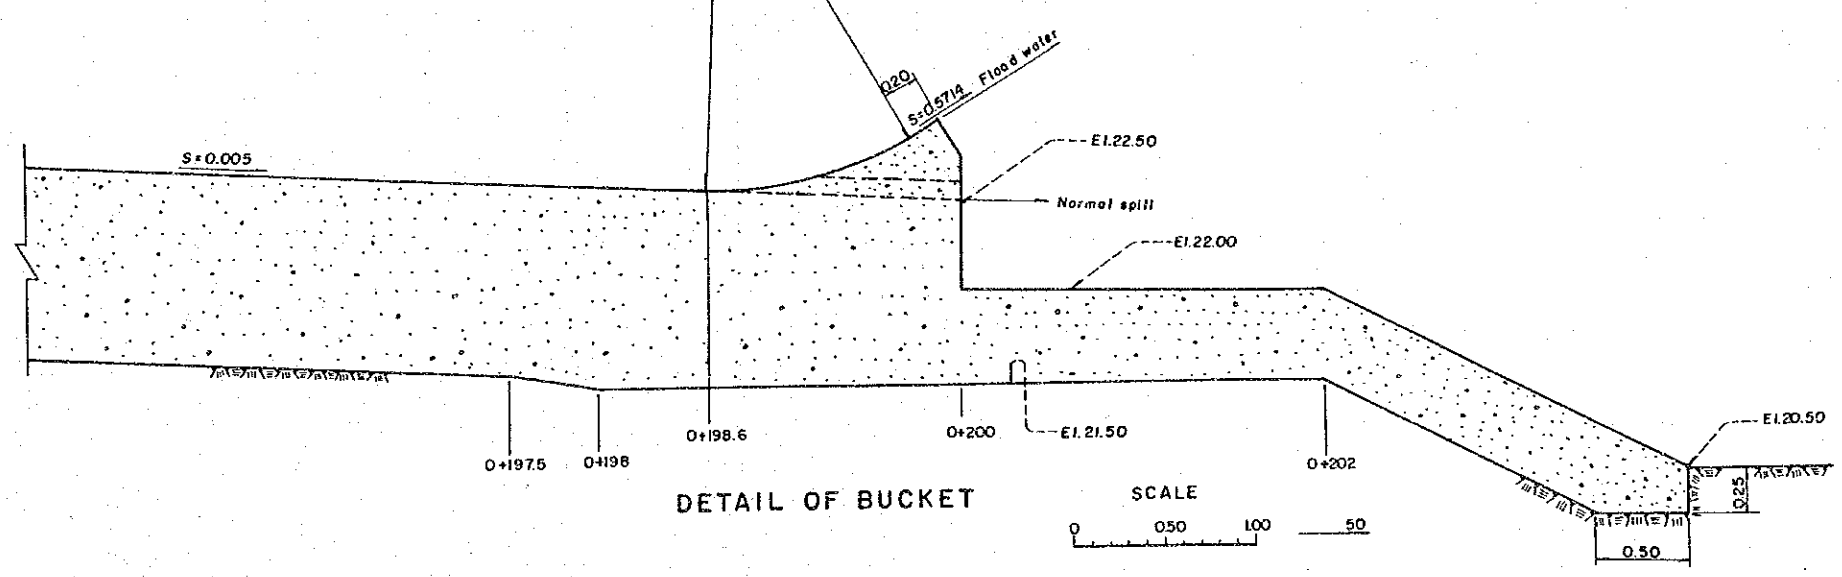 Flood water
0.20
S=0.5714
El.22.50
S=0.005
Normal spill
El.22.00
El.20.50
0+198.6
0+200
El.21.50
0+197.5
0+198
0+202
0.25
DETAIL OF BUCKET
SCALE
0 0.50 1.00 50
0.50